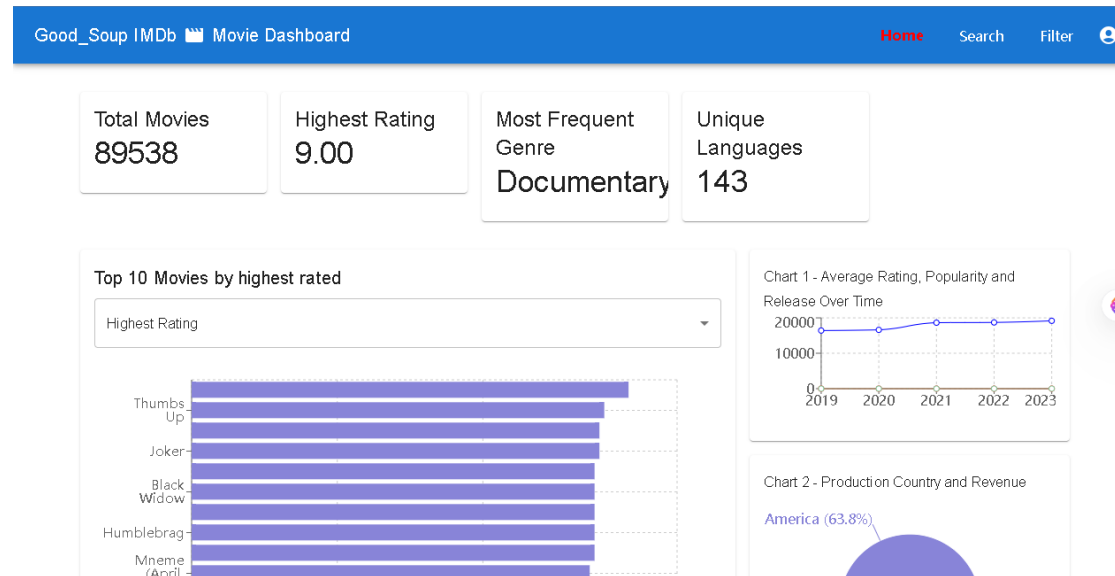 Good_Soup IMDb 🎬 Movie Dashboard
Home Search Filter
Total Movies
89538
Highest Rating
9.00
Most Frequent
Genre
Documentary
Unique
Languages
143
Top 10 Movies by highest rated
Highest Rating
Thumbs
Up
Joker
Black
Widow
Humblebrag
Mneme
(April
Chart 1 - Average Rating, Popularity and
Release Over Time
20000
10000
0
2019 2020 2021 2022 2023
Chart 2 - Production Country and Revenue
America (63.8%)